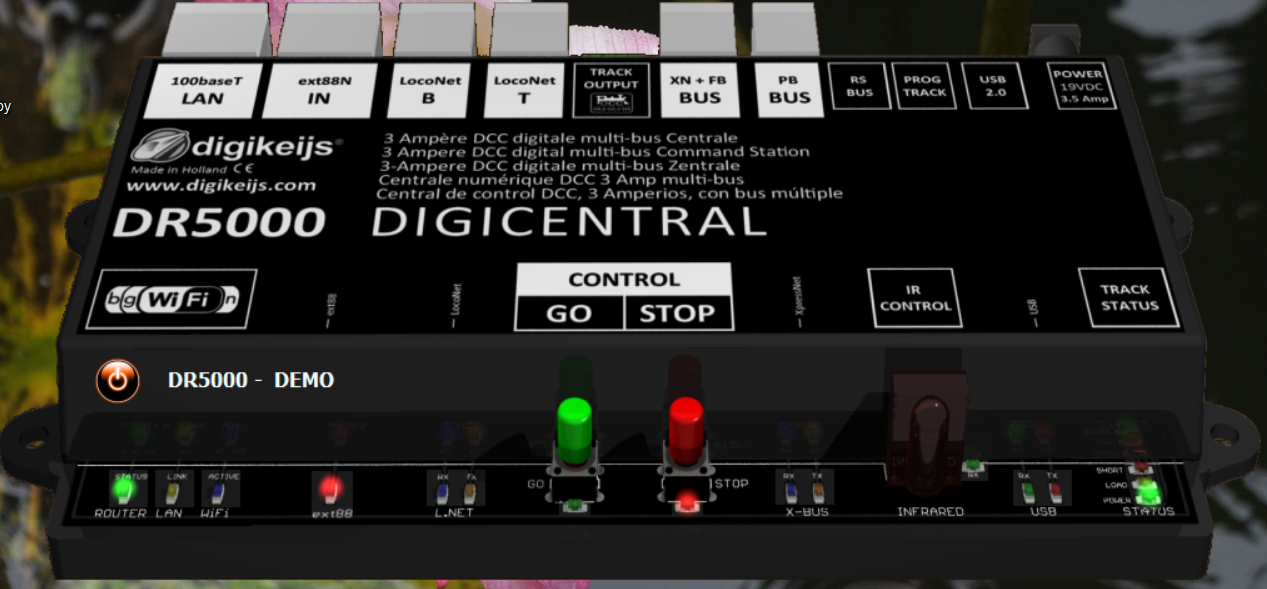 100baseT
LAN
ext88N
IN
LocoNet
B
LocoNet
T
TRACK
OUTPUT
XN + FB
BUS
PB
BUS
RS
BUS
PROG
TRACK
USB
2.0
POWER
19VDC
3.5 Amp
py
digikeijs®
Made in Holland CE
www.digikeijs.com
3 Ampère DCC digitale multi-bus Centrale
3 Ampere DCC digital multi-bus Command Station
3-Ampere DCC digitale multi-bus Zentrale
Centrale numérique DCC 3 Amp multi-bus
Central de control DCC, 3 Amperios, con bus múltiple
DR5000 DIGICENTRAL
bg WiFi n
ext88
LocoNet
CONTROL
GO STOP
XpressNet
IR
CONTROL
USB
TRACK
STATUS
DR5000 - DEMO
STATUS LINK ACTIVE
ROUTER LAN WiFi
ext88
RX TX
L.NET
GO
STOP
RX TX
X-BUS
RX
INFRARED
RX TX
USB
SHORT
LOAD
POWER
STATUS